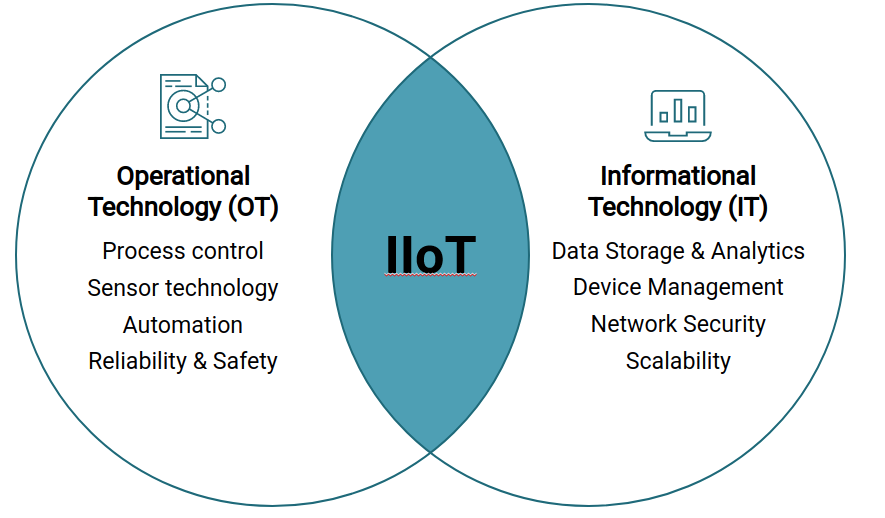 Operational
Technology (OT)
Process control
Sensor technology
Automation
Reliability & Safety
IIoT
Informational
Technology (IT)
Data Storage & Analytics
Device Management
Network Security
Scalability